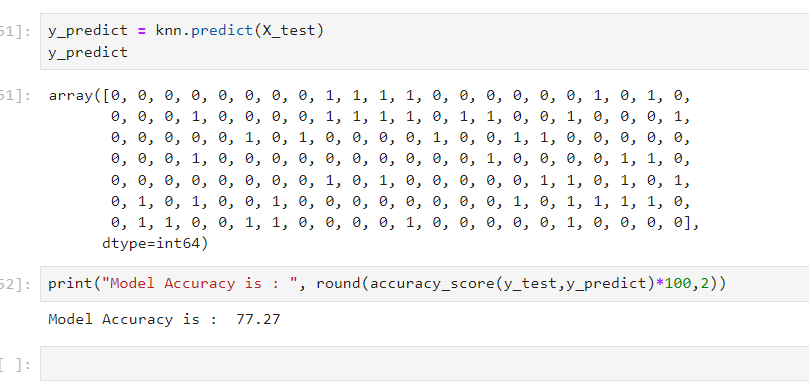 51]: y_predict = knn.predict(X_test)
y_predict
51]: array([0, 0, 0, 0, 0, 0, 0, 0, 1, 1, 1, 1, 0, 0, 0, 0, 0, 0, 1, 0, 1, 0,
0, 0, 0, 1, 0, 0, 0, 0, 1, 1, 1, 1, 0, 1, 1, 0, 0, 1, 0, 0, 0, 1,
0, 0, 0, 0, 0, 1, 0, 1, 0, 0, 0, 0, 1, 0, 0, 1, 1, 0, 0, 0, 0, 0,
0, 0, 0, 1, 0, 0, 0, 0, 0, 0, 0, 0, 0, 0, 1, 0, 0, 0, 0, 1, 1, 0,
0, 0, 0, 0, 0, 0, 0, 0, 1, 0, 1, 0, 0, 0, 0, 0, 1, 1, 0, 1, 0, 1,
0, 1, 0, 1, 0, 0, 1, 0, 0, 0, 0, 0, 0, 0, 0, 1, 0, 1, 1, 1, 1, 0,
0, 1, 1, 0, 0, 1, 1, 0, 0, 0, 0, 1, 0, 0, 0, 0, 0, 1, 0, 0, 0, 0],
dtype=int64)
52]: print("Model Accuracy is : ", round(accuracy_score(y_test,y_predict)*100,2))
Model Accuracy is :  77.27
[ ]: